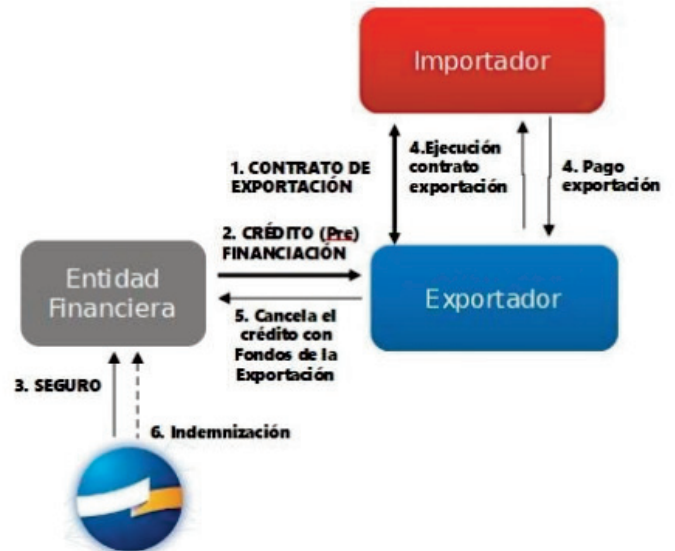 Importador
1. CONTRATO DE
EXPORTACIÓN
4.Ejecución
contrato
exportación
4. Pago
exportación
2. CRÉDITO (Pre)
FINANCIACIÓN
Entidad
Financiera
Exportador
5. Cancela el
crédito con
Fondos de la
Exportación
3. SEGURO
6. Indemnización